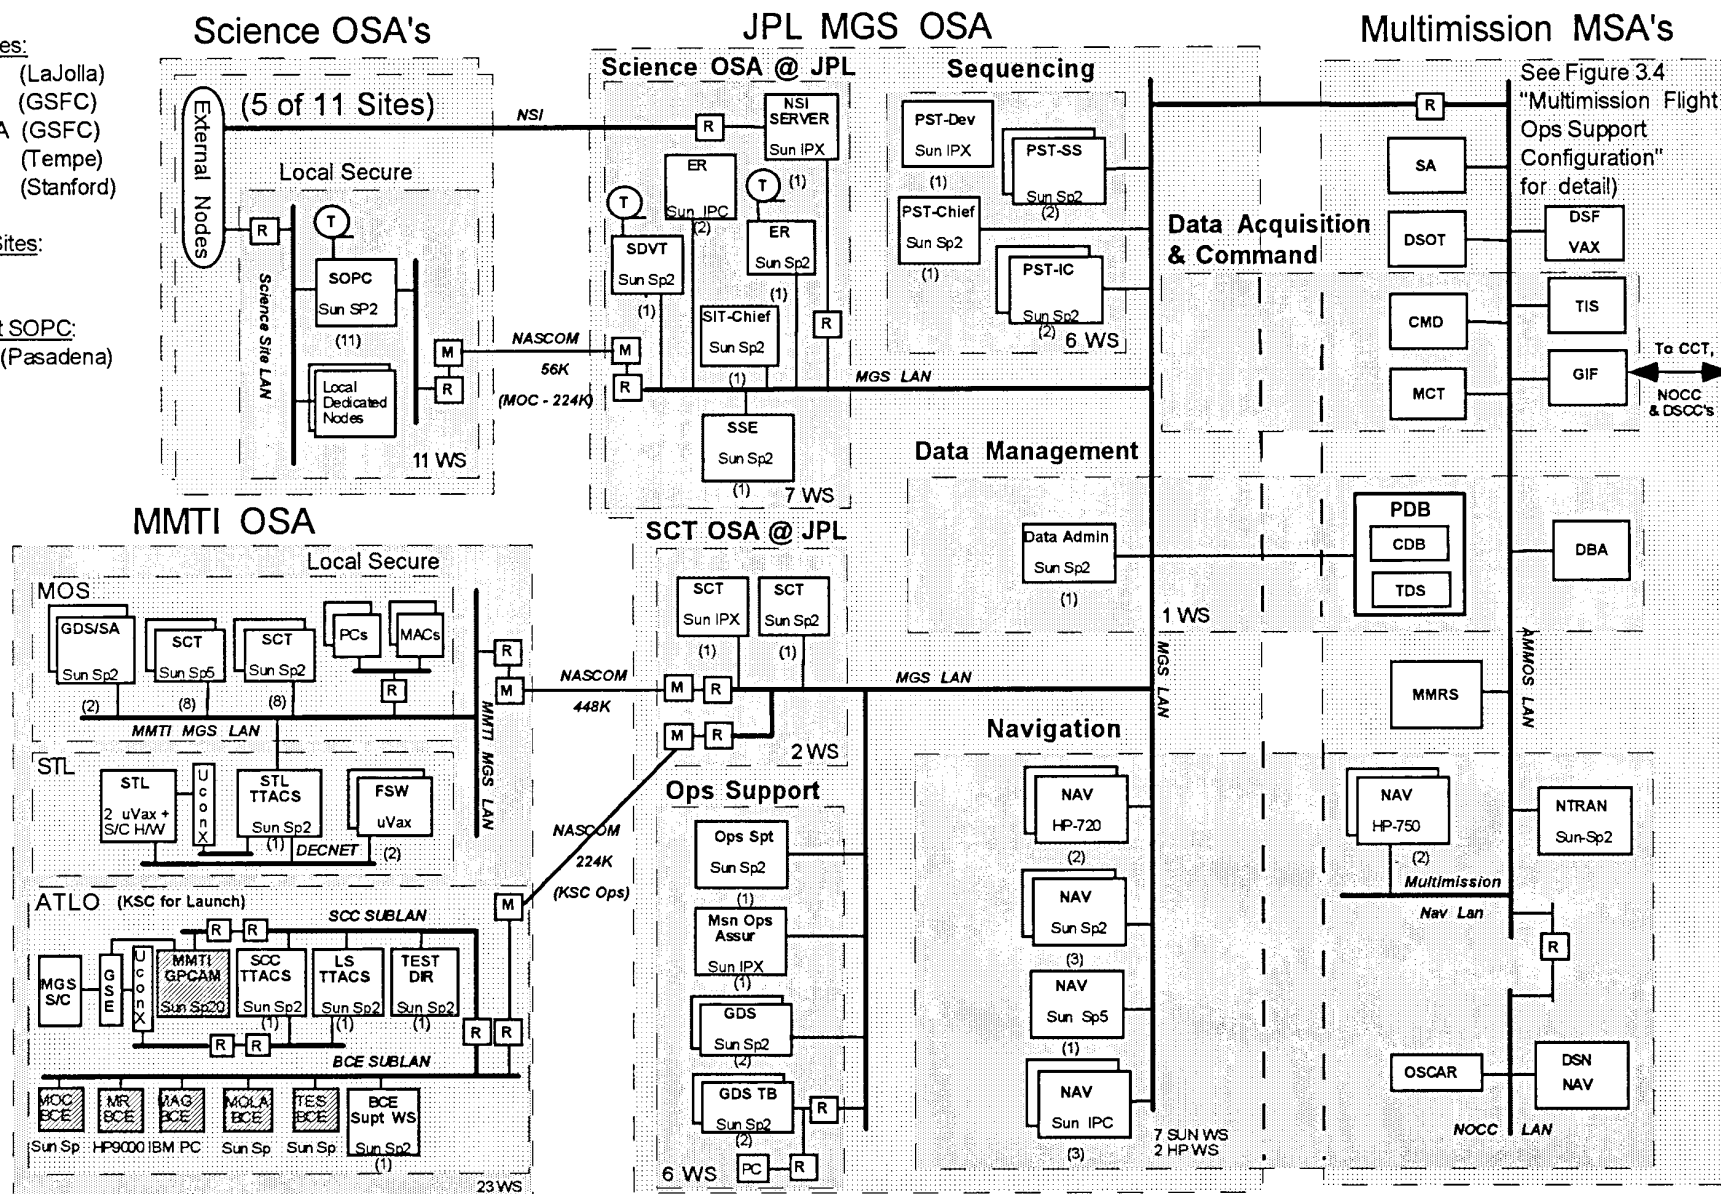 Science OSA's
JPL MGS OSA
Multimission MSA's
es:
(LaJolla)
(GSFC)
A (GSFC)
(Tempe)
(Stanford)
Sites:
t SOPC:
(Pasadena)
External Nodes
(5 of 11 Sites)
NSI
Local Secure
R
Science Site LAN
T
SOPC
Sun SP2
(11)
Local
Dedicated
Nodes
M
R
11 WS
NASCOM
56K
(MOC - 224K)
Science OSA @ JPL
R
NSI
SERVER
Sun IPX
(1)
ER
Sun IPC
(2)
T
SDVT
Sun Sp2
(1)
T
ER
Sun Sp2
(1)
SIT-Chief
Sun Sp2
(1)
R
M
R
MGS LAN
SSE
Sun Sp2
(1)
7 WS
Sequencing
PST-Dev
Sun IPX
(1)
PST-SS
Sun Sp2
(2)
PST-Chief
Sun Sp2
(1)
PST-IC
Sun Sp2
(2)
6 WS
Data Acquisition
& Command
See Figure 3.4
"Multimission Flight
Ops Support
Configuration"
for detail)
R
SA
DSOT
DSF
VAX
CMD
TIS
MCT
GIF
To CCT,
NOCC
& DSCC's
Data Management
Data Admin
Sun Sp2
(1)
1 WS
PDB
CDB
TDS
DBA
MGS LAN
AMMOS LAN
MMRS
MMTI OSA
Local Secure
MOS
GDS/SA
Sun Sp2
(2)
SCT
Sun Sp5
(8)
SCT
Sun Sp2
(8)
PCs
MACs
R
MMTI MGS LAN
R
M
MMTI MGS LAN
STL
STL
2 uVax +
S/C H/W
UconX
STL
TTACS
Sun Sp2
(1)
FSW
uVax
(2)
DECNET
ATLO (KSC for Launch)
SCC SUBLAN
M
R
R
MGS
S/C
GSE
UconX
MMTI
GPCAM
Sun Sp20
SCC
TTACS
Sun Sp2
(1)
LS
TTACS
Sun Sp2
(1)
TEST
DIR
Sun Sp2
(1)
R
R
R
R
BCE SUBLAN
MOC
BCE
Sun Sp
MR
BCE
HP9000
MAG
BCE
IBM PC
MOLA
BCE
Sun Sp
TES
BCE
Sun Sp
BCE
Supt WS
Sun Sp2
(1)
23 WS
NASCOM
448K
NASCOM
224K
(KSC Ops)
SCT OSA @ JPL
SCT
Sun IPX
(1)
SCT
Sun Sp2
(1)
M
R
M
R
MGS LAN
2 WS
Ops Support
Ops Spt
Sun Sp2
(1)
Msn Ops
Assur
Sun IPX
(1)
GDS
Sun Sp2
(2)
GDS TB
Sun Sp2
(2)
R
PC
R
6 WS
Navigation
NAV
HP-720
(2)
NAV
Sun Sp2
(3)
NAV
Sun Sp5
(1)
NAV
Sun IPC
(3)
7 SUN WS
2 HP WS
NAV
HP-750
(2)
Multimission
Nav Lan
NTRAN
Sun-Sp2
R
OSCAR
DSN
NAV
NOCC LAN